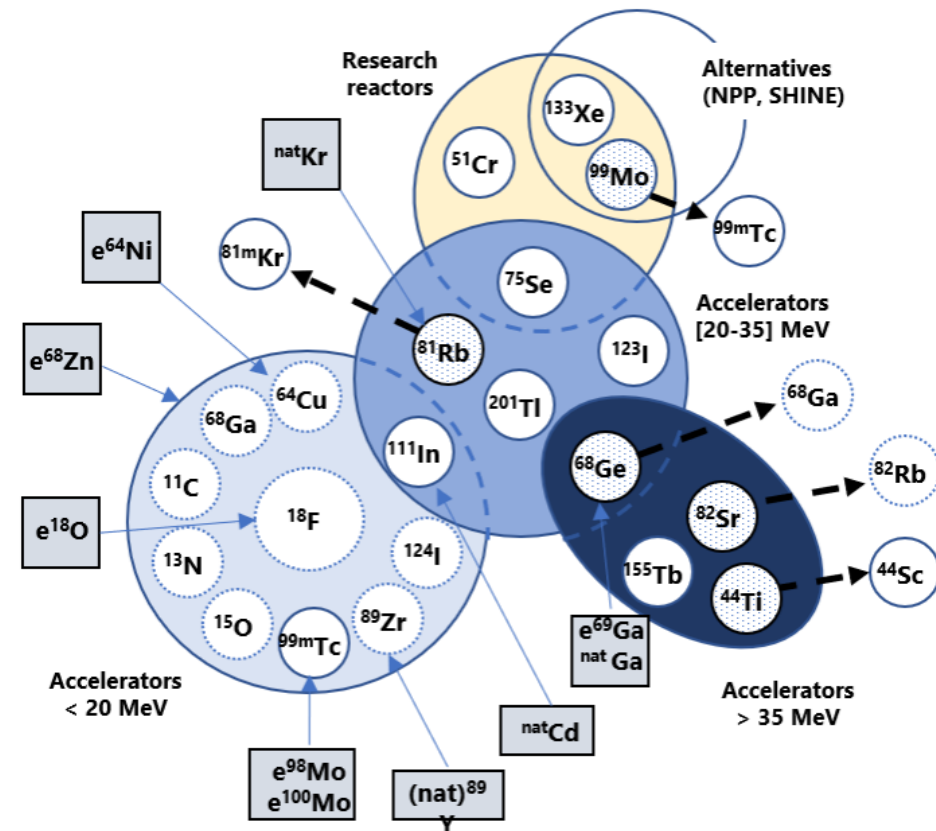 Research
reactors
Alternatives
(NPP, SHINE)
¹³³Xe
⁵¹Cr
⁹⁹Mo
⁹⁹ᵐTc
ⁿᵃᵗKr
e⁶⁴Ni
⁸¹ᵐKr
⁷⁵Se
Accelerators
[20-35] MeV
e⁶⁸Zn
⁸¹Rb
¹²³I
²⁰¹Tl
⁶⁴Cu
⁶⁸Ga
⁶⁸Ga
¹¹¹In
⁶⁸Ge
⁸²Rb
¹¹C
¹⁸F
e¹⁸O
⁸²Sr
¹³N
¹²⁴I
¹⁵⁵Tb
⁴⁴Ti
⁴⁴Sc
¹⁵O
⁹⁹ᵐTc
⁸⁹Zr
e⁶⁹Ga
ⁿᵃᵗ Ga
Accelerators
< 20 MeV
Accelerators
> 35 MeV
ⁿᵃᵗCd
e⁹⁸Mo
e¹⁰⁰Mo
(nat)⁸⁹
Y